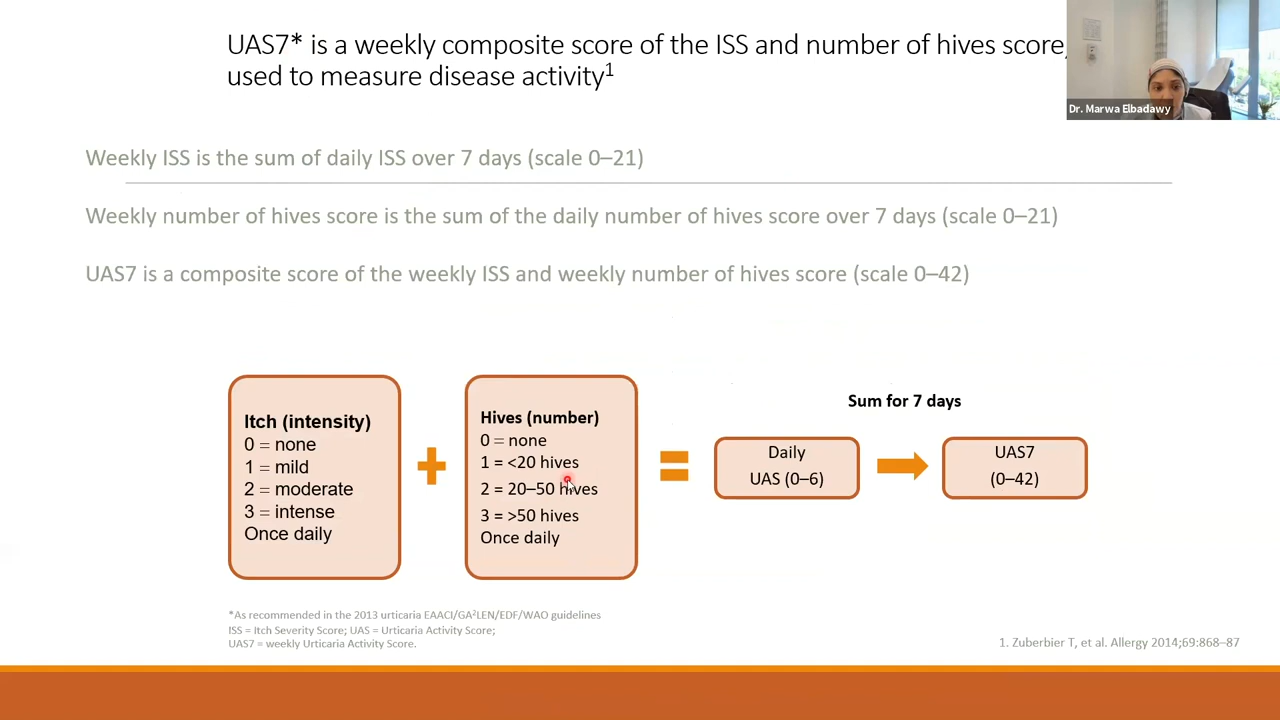 UAS7* is a weekly composite score of the ISS and number of hives score,
used to measure disease activity1
Dr. Marwa Elbadawy
Weekly ISS is the sum of daily ISS over 7 days (scale 0–21)
Weekly number of hives score is the sum of the daily number of hives score over 7 days (scale 0–21)
UAS7 is a composite score of the weekly ISS and weekly number of hives score (scale 0–42)
Itch (intensity)
0 = none
1 = mild
2 = moderate
3 = intense
Once daily
Hives (number)
0 = none
1 = <20 hives
2 = 20–50 hives
3 = >50 hives
Once daily
Daily
UAS (0–6)
Sum for 7 days
UAS7
(0–42)
*As recommended in the 2013 urticaria EAACI/GA2LEN/EDF/WAO guidelines
ISS = Itch Severity Score; UAS = Urticaria Activity Score;
UAS7 = weekly Urticaria Activity Score.
1. Zuberbier T, et al. Allergy 2014;69:868–87